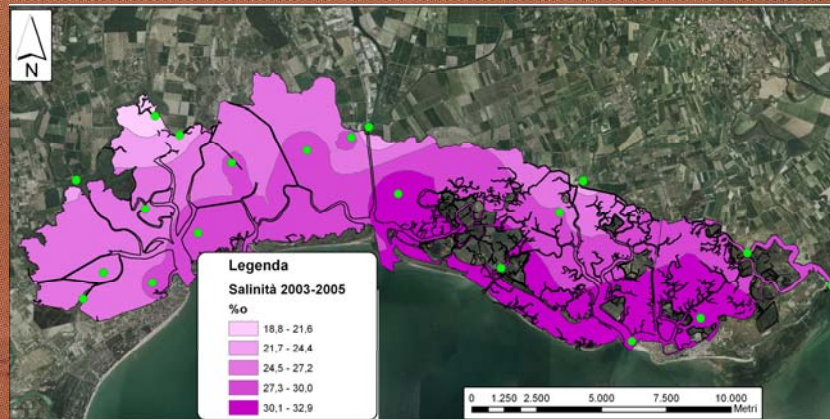 N
Legenda
Salinità 2003-2005
%o
18,8 - 21,6
21,7 - 24,4
24,5 - 27,2
27,3 - 30,0
30,1 - 32,9
0 1.250 2.500 5.000 7.500 10.000
Metri